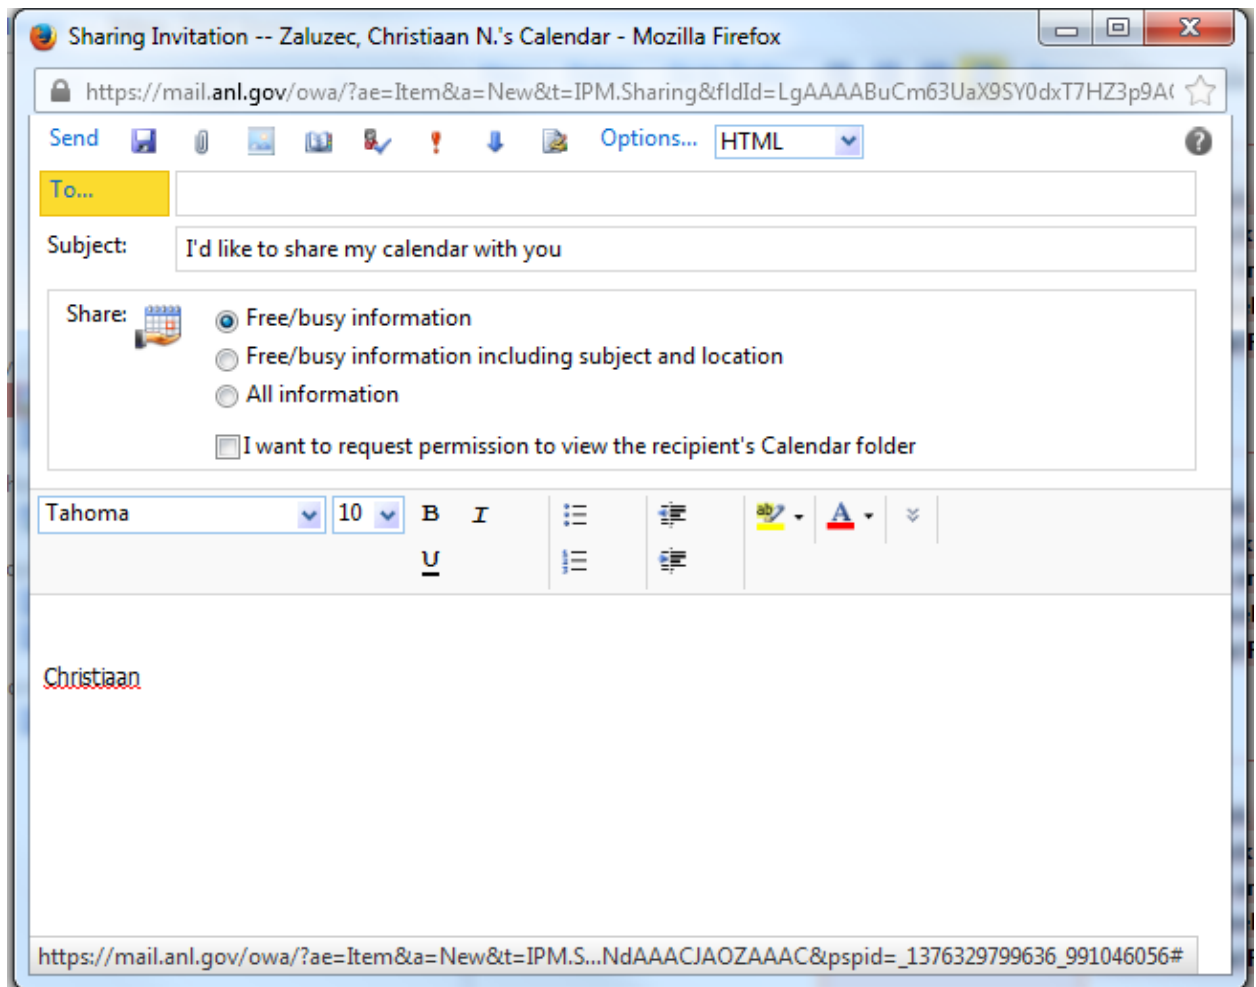 Sharing Invitation -- Zaluzec, Christiaan N.'s Calendar - Mozilla Firefox
https://mail.anl.gov/owa/?ae=Item&a=New&t=IPM.Sharing&fldId=LgAAAABuCm63UaX9SY0dxT7HZ3p9A(
Send Options... HTML
To...
Subject: I'd like to share my calendar with you
Share: Free/busy information
Free/busy information including subject and location
All information
I want to request permission to view the recipient's Calendar folder
Tahoma 10 B I
U
Christiaan
https://mail.anl.gov/owa/?ae=Item&a=New&t=IPM.S...NdAAACJAOZAAAC&pspid=_1376329799636_991046056#